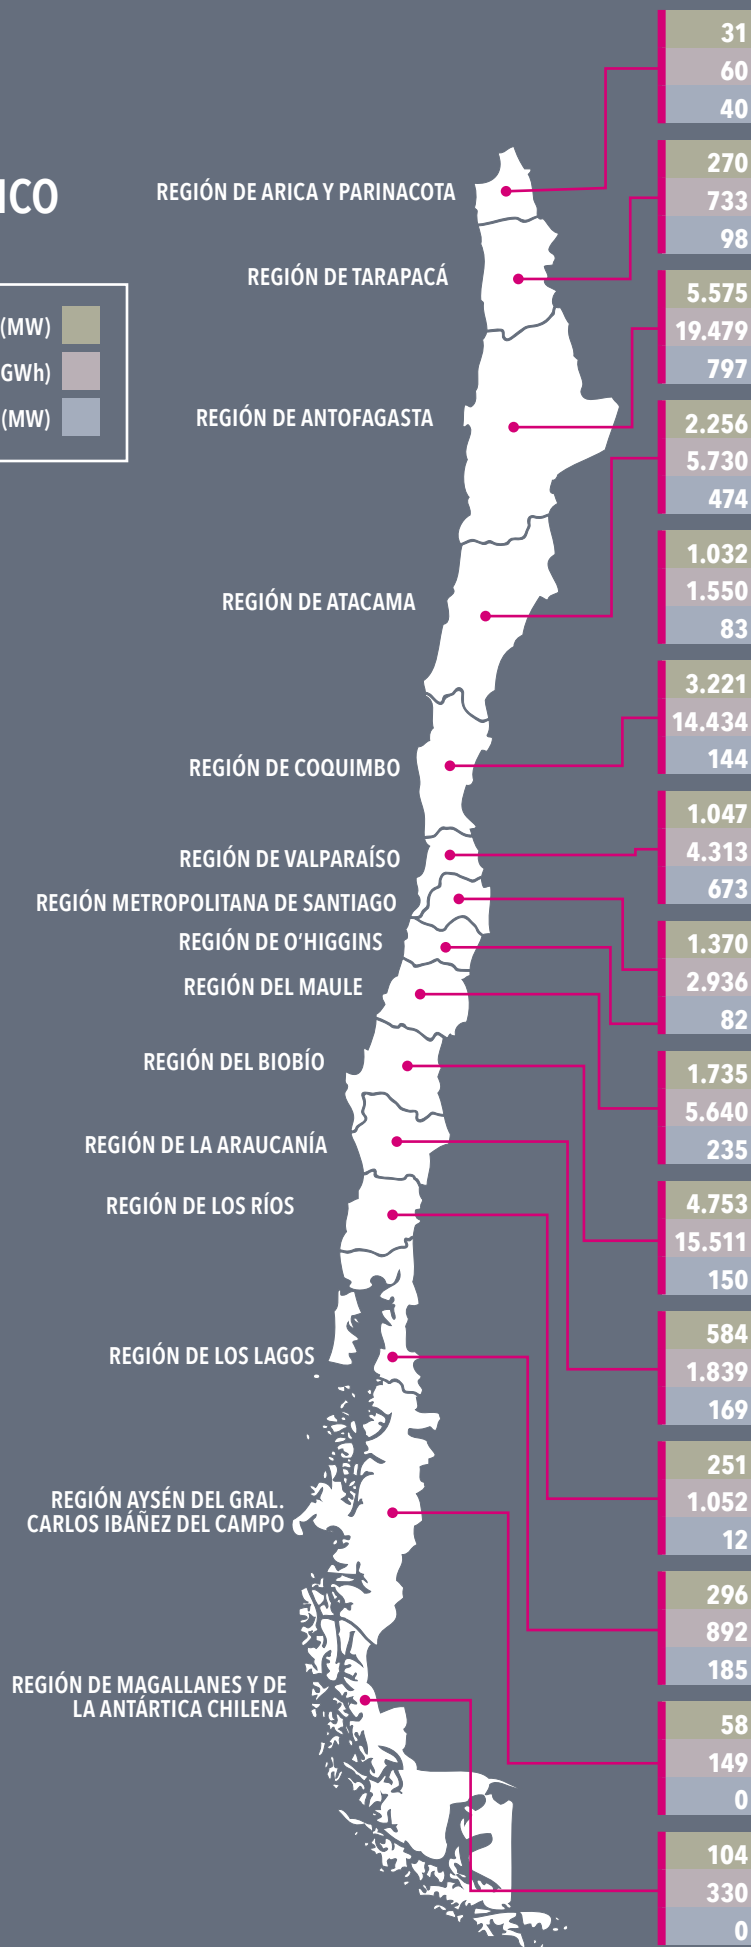 ICO
(MW)
GWh)
(MW)
REGIÓN DE ARICA Y PARINACOTA
REGIÓN DE TARAPACÁ
REGIÓN DE ANTOFAGASTA
REGIÓN DE ATACAMA
REGIÓN DE COQUIMBO
REGIÓN DE VALPARAÍSO
REGIÓN METROPOLITANA DE SANTIAGO
REGIÓN DE O'HIGGINS
REGIÓN DEL MAULE
REGIÓN DEL BIOBÍO
REGIÓN DE LA ARAUCANÍA
REGIÓN DE LOS RÍOS
REGIÓN DE LOS LAGOS
REGIÓN AYSÉN DEL GRAL.
CARLOS IBÁÑEZ DEL CAMPO
REGIÓN DE MAGALLANES Y DE
LA ANTÁRTICA CHILENA
31
60
40
270
733
98
5.575
19.479
797
2.256
5.730
474
1.032
1.550
83
3.221
14.434
144
1.047
4.313
673
1.370
2.936
82
1.735
5.640
235
4.753
15.511
150
584
1.839
169
251
1.052
12
296
892
185
58
149
0
104
330
0